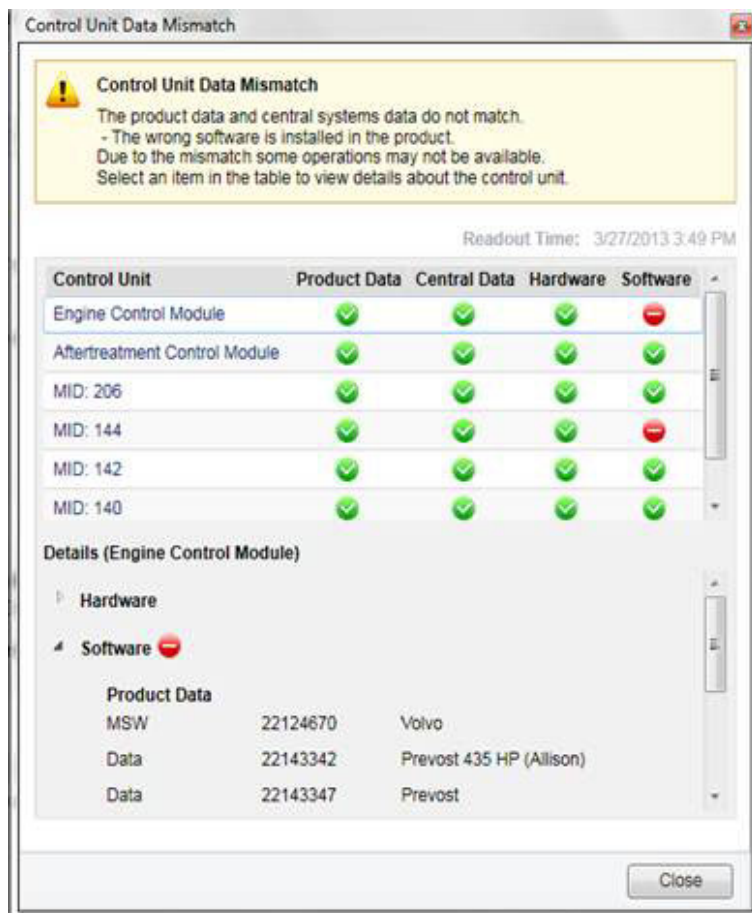 Control Unit Data Mismatch
Control Unit Data Mismatch
The product data and central systems data do not match.
- The wrong software is installed in the product.
Due to the mismatch some operations may not be available.
Select an item in the table to view details about the control unit.
Readout Time: 3/27/2013 3:49 PM
Control Unit Product Data Central Data Hardware Software
Engine Control Module
Aftertreatment Control Module
MID: 206
MID: 144
MID: 142
MID: 140
Details (Engine Control Module)
Hardware
Software
Product Data
MSW 22124670 Volvo
Data 22143342 Prevost 435 HP (Allison)
Data 22143347 Prevost
Close